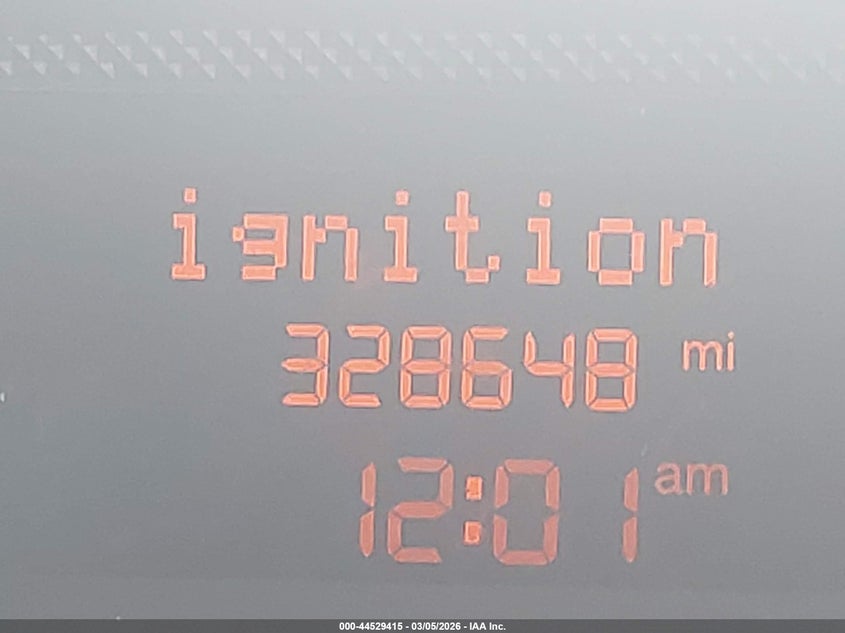 ignition
328648 mi
12:01 am
000-44529415 - 03/05/2026 - IAA Inc.